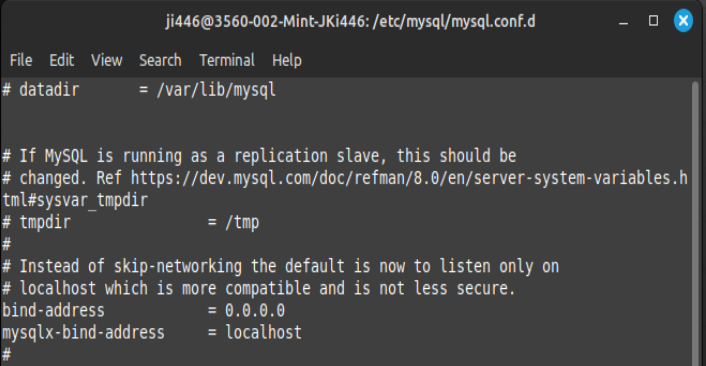 ji446@3560-002-Mint-JKi446: /etc/mysql/mysql.conf.d
File Edit View Search Terminal Help
# datadir       = /var/lib/mysql
# If MySQL is running as a replication slave, this should be
# changed. Ref https://dev.mysql.com/doc/refman/8.0/en/server-system-variables.h
tml#sysvar_tmpdir
# tmpdir                = /tmp
#
# Instead of skip-networking the default is now to listen only on
# localhost which is more compatible and is not less secure.
bind-address            = 0.0.0.0
mysqlx-bind-address     = localhost
#